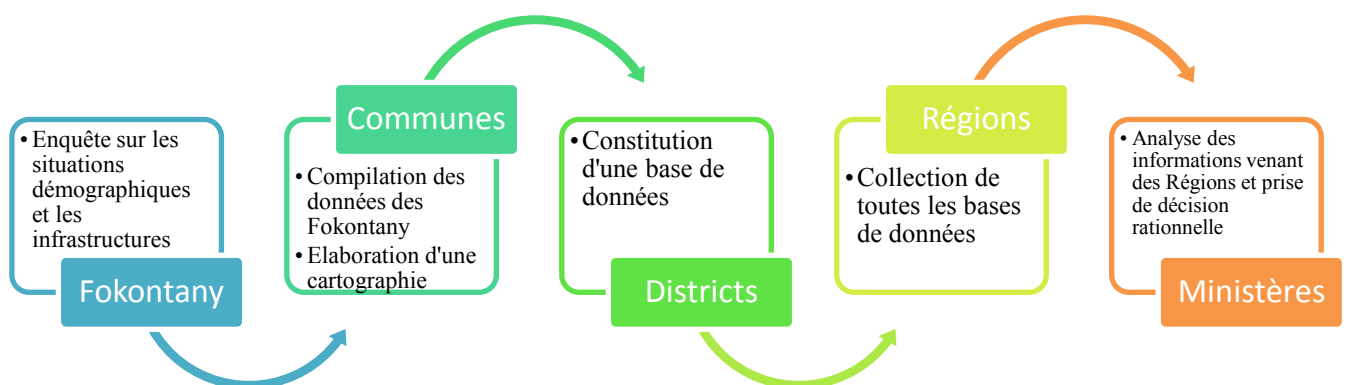 • Enquête sur les
situations
démographiques
et les
infrastructures
Fokontany
Communes
• Compilation des
données des
Fokontany
• Elaboration d'une
cartographie
• Constitution
d'une base de
données
Districts
Régions
• Collection de
toutes les bases
de données
• Analyse des
informations venant
des Régions et prise
de décision
rationnelle
Ministères